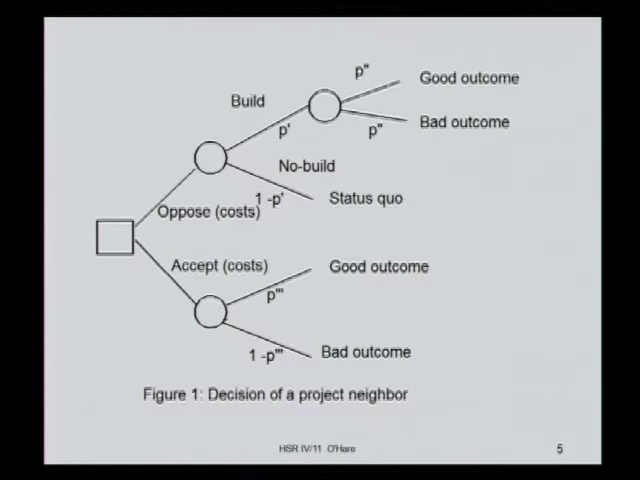 p"
Good outcome
Build
p'
p"
Bad outcome
No-build
1 -p'
Status quo
Oppose (costs)
Accept (costs)
Good outcome
p'"
1 -p'"
Bad outcome
Figure 1: Decision of a project neighbor
HSR IV/11 O'Hare
5